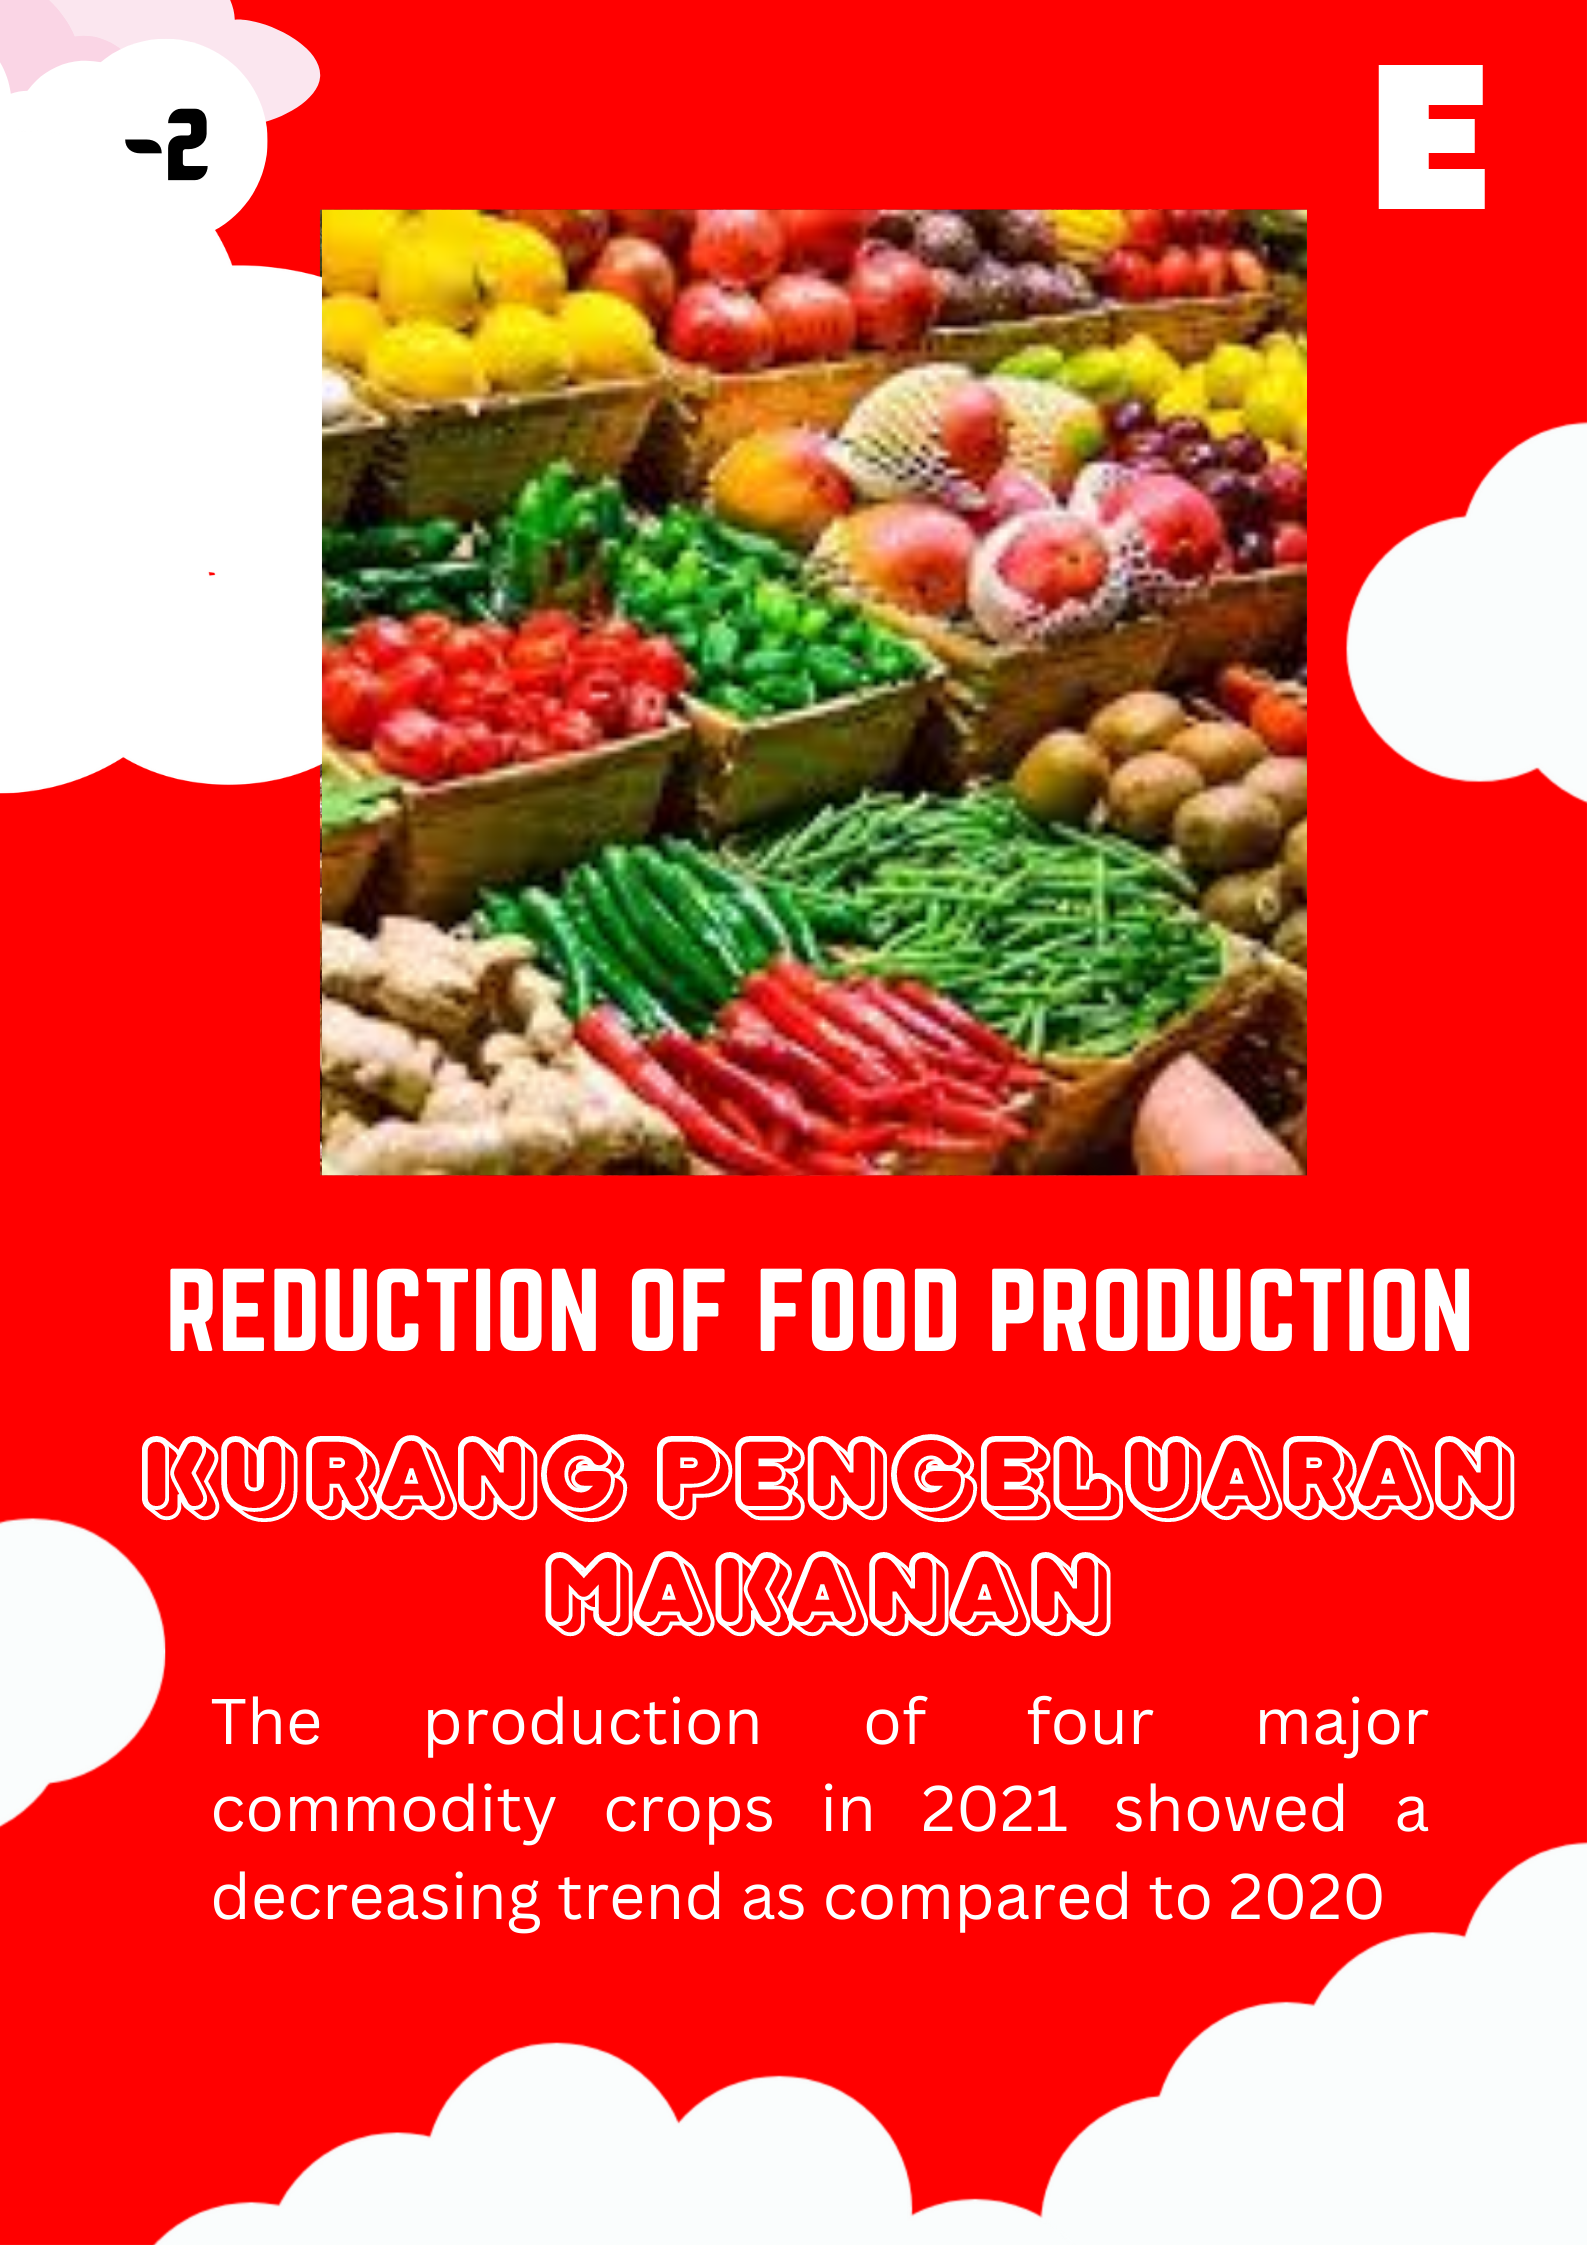 -2
E
REDUCTION OF FOOD PRODUCTION
KURANG PENGELUARAN
MAKANAN
The production of four major
commodity crops in 2021 showed a
decreasing trend as compared to 2020